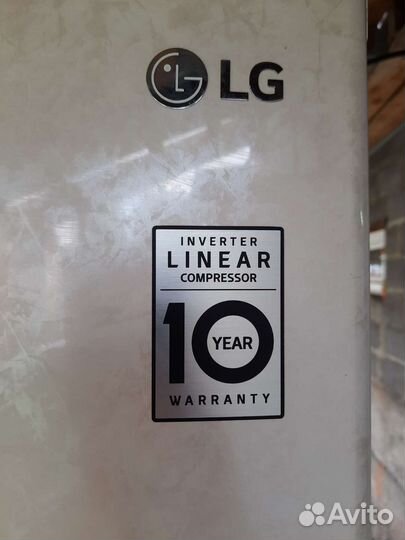 LG
INVERTER
LINEAR
COMPRESSOR
10 YEAR
WARRANTY
Avito